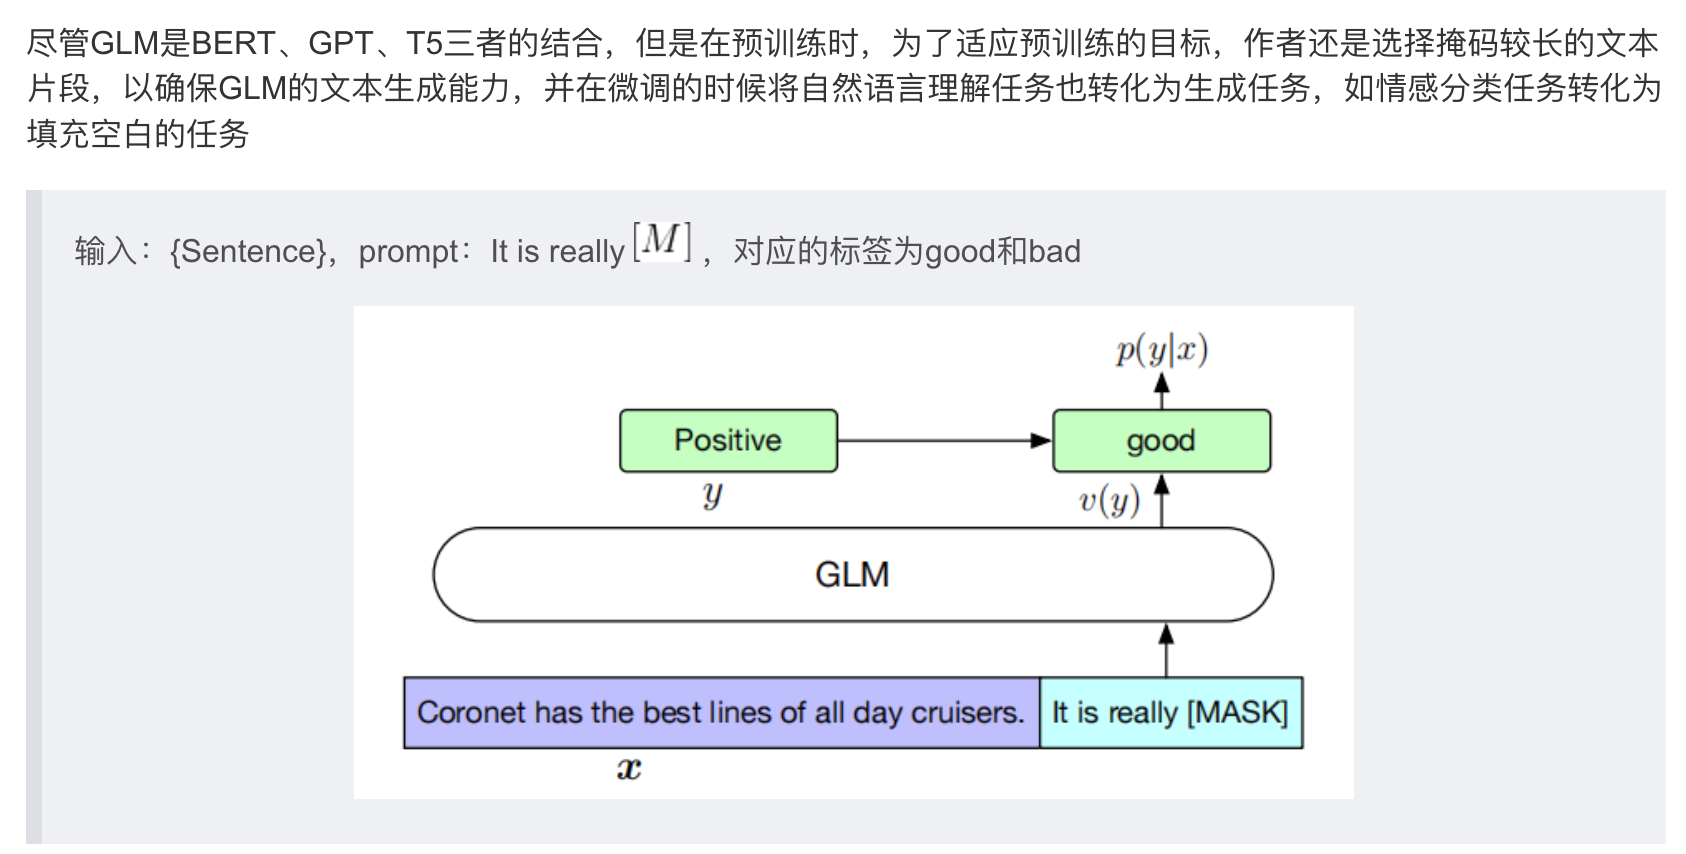 尽管GLM是BERT、GPT、T5三者的结合，但是在预训练时，为了适应预训练的目标，作者还是选择掩码较长的文本
片段，以确保GLM的文本生成能力，并在微调的时候将自然语言理解任务也转化为生成任务，如情感分类任务转化为
填充空白的任务
输入：{Sentence}，prompt：It is really [M] ，对应的标签为good和bad
p(y|x)
Positive
good
y
v(y)
GLM
Coronet has the best lines of all day cruisers.
It is really [MASK]
x